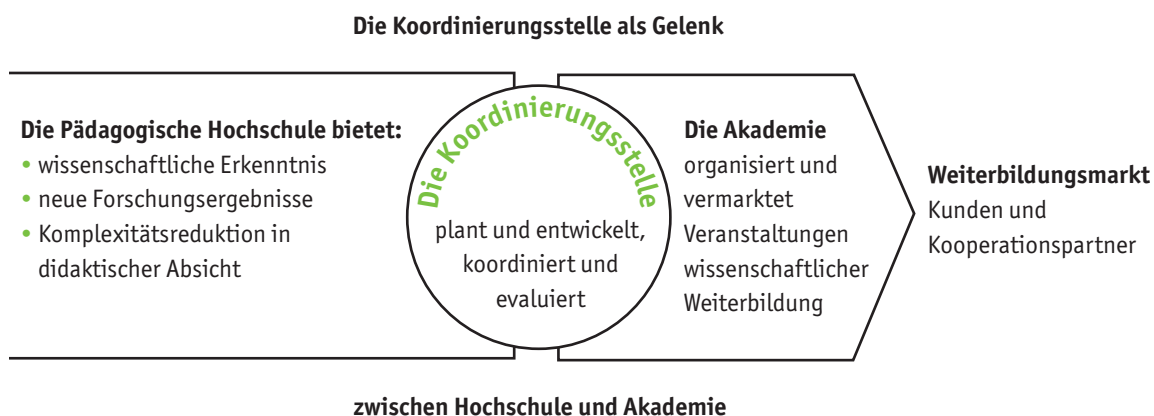 Die Koordinierungsstelle als Gelenk
Die Pädagogische Hochschule bietet:
• wissenschaftliche Erkenntnis
• neue Forschungsergebnisse
• Komplexitätsreduktion in
didaktischer Absicht
Die Koordinierungsstelle
plant und entwickelt,
koordiniert und
evaluiert
Die Akademie
organisiert und
vermarktet
Veranstaltungen
wissenschaftlicher
Weiterbildung
Weiterbildungsmarkt
Kunden und
Kooperationspartner
zwischen Hochschule und Akademie